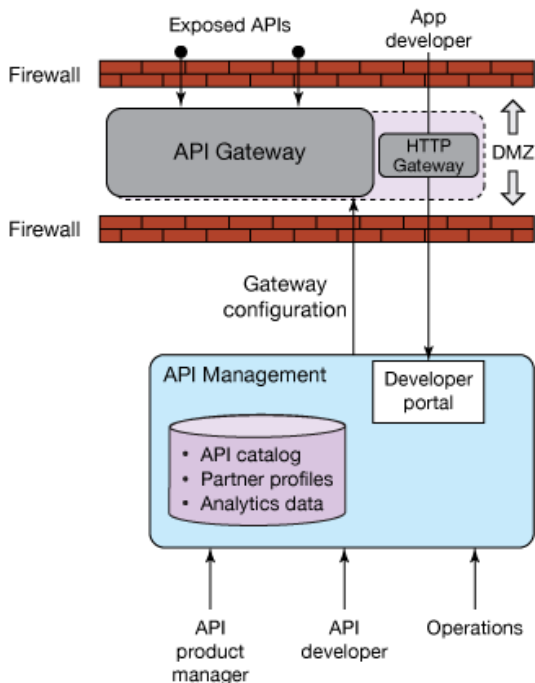 Exposed APIs
App
developer
Firewall
API Gateway
HTTP
Gateway
DMZ
Firewall
Gateway
configuration
API Management
Developer
portal
• API catalog
• Partner profiles
• Analytics data
API
product
manager
API
developer
Operations